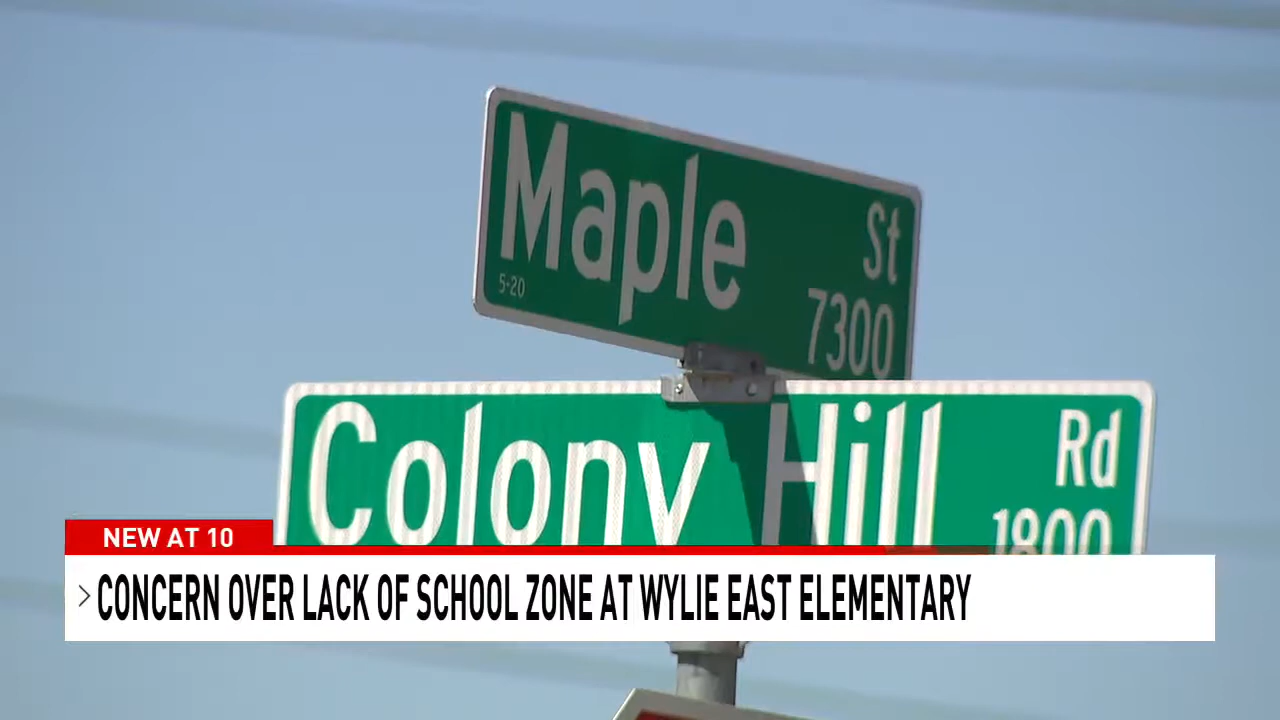 Maple St
5-20
7300
Colony Hill Rd
1800
NEW AT 10
CONCERN OVER LACK OF SCHOOL ZONE AT WYLIE EAST ELEMENTARY